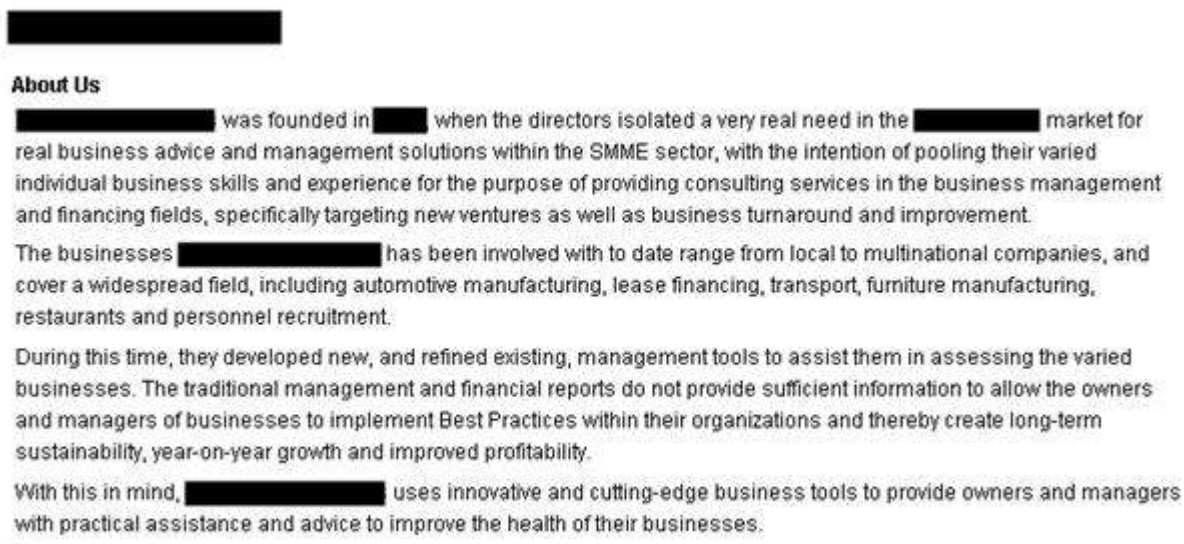 About Us
was founded in when the directors isolated a very real need in the market for
real business advice and management solutions within the SMME sector, with the intention of pooling their varied
individual business skills and experience for the purpose of providing consulting services in the business management
and financing fields, specifically targeting new ventures as well as business turnaround and improvement.
The businesses has been involved with to date range from local to multinational companies, and
cover a widespread field, including automotive manufacturing, lease financing, transport, furniture manufacturing,
restaurants and personnel recruitment.
During this time, they developed new, and refined existing, management tools to assist them in assessing the varied
businesses. The traditional management and financial reports do not provide sufficient information to allow the owners
and managers of businesses to implement Best Practices within their organizations and thereby create long-term
sustainability, year-on-year growth and improved profitability.
With this in mind, uses innovative and cutting-edge business tools to provide owners and managers
with practical assistance and advice to improve the health of their businesses.